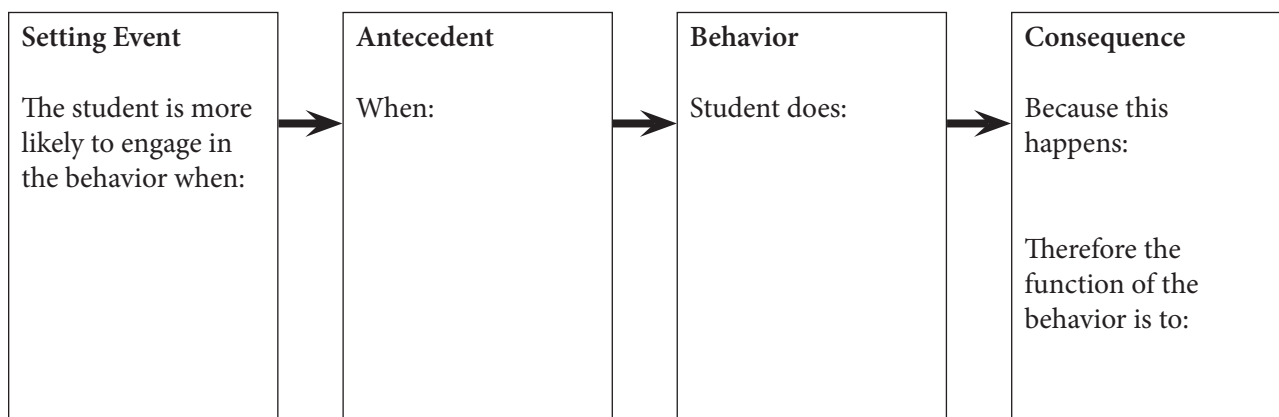 Setting Event
The student is more
likely to engage in
the behavior when:
Antecedent
When:
Behavior
Student does:
Consequence
Because this
happens:
Therefore the
function of the
behavior is to: